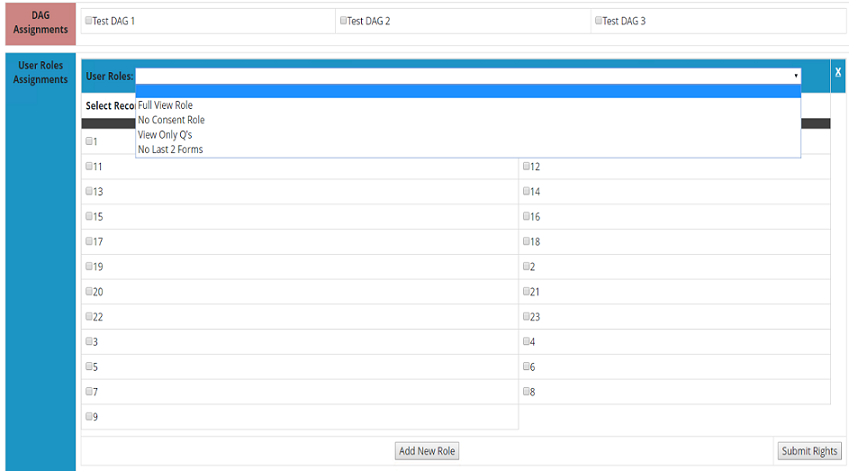 DAG
Assignments
Test DAG 1
Test DAG 2
Test DAG 3
User Roles
Assignments
User Roles:
X
Full View Role
Select Reco
No Consent Role
View Only Q's
No Last 2 Forms
1
11
12
13
14
15
16
17
18
19
2
20
21
22
23
3
4
5
6
7
8
9
Add New Role
Submit Rights